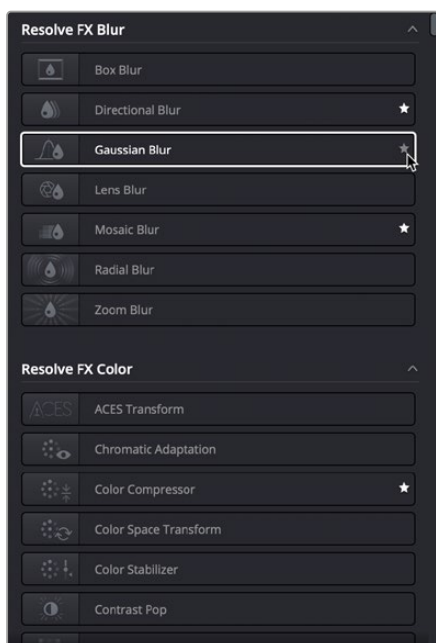 Resolve FX Blur
Box Blur
Directional Blur
Gaussian Blur
Lens Blur
Mosaic Blur
Radial Blur
Zoom Blur
Resolve FX Color
ACES
ACES Transform
Chromatic Adaptation
Color Compressor
Color Space Transform
Color Stabilizer
Contrast Pop